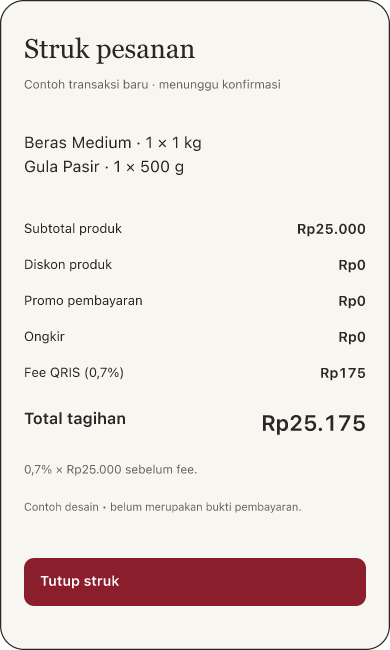 Struk pesanan
Contoh transaksi baru · menunggu konfirmasi
Beras Medium · 1 × 1 kg
Gula Pasir · 1 × 500 g
Subtotal produk Rp25.000
Diskon produk Rp0
Promo pembayaran Rp0
Ongkir Rp0
Fee QRIS (0,7%) Rp175
Total tagihan Rp25.175
0,7% × Rp25.000 sebelum fee.
Contoh desain • belum merupakan bukti pembayaran.
Tutup struk